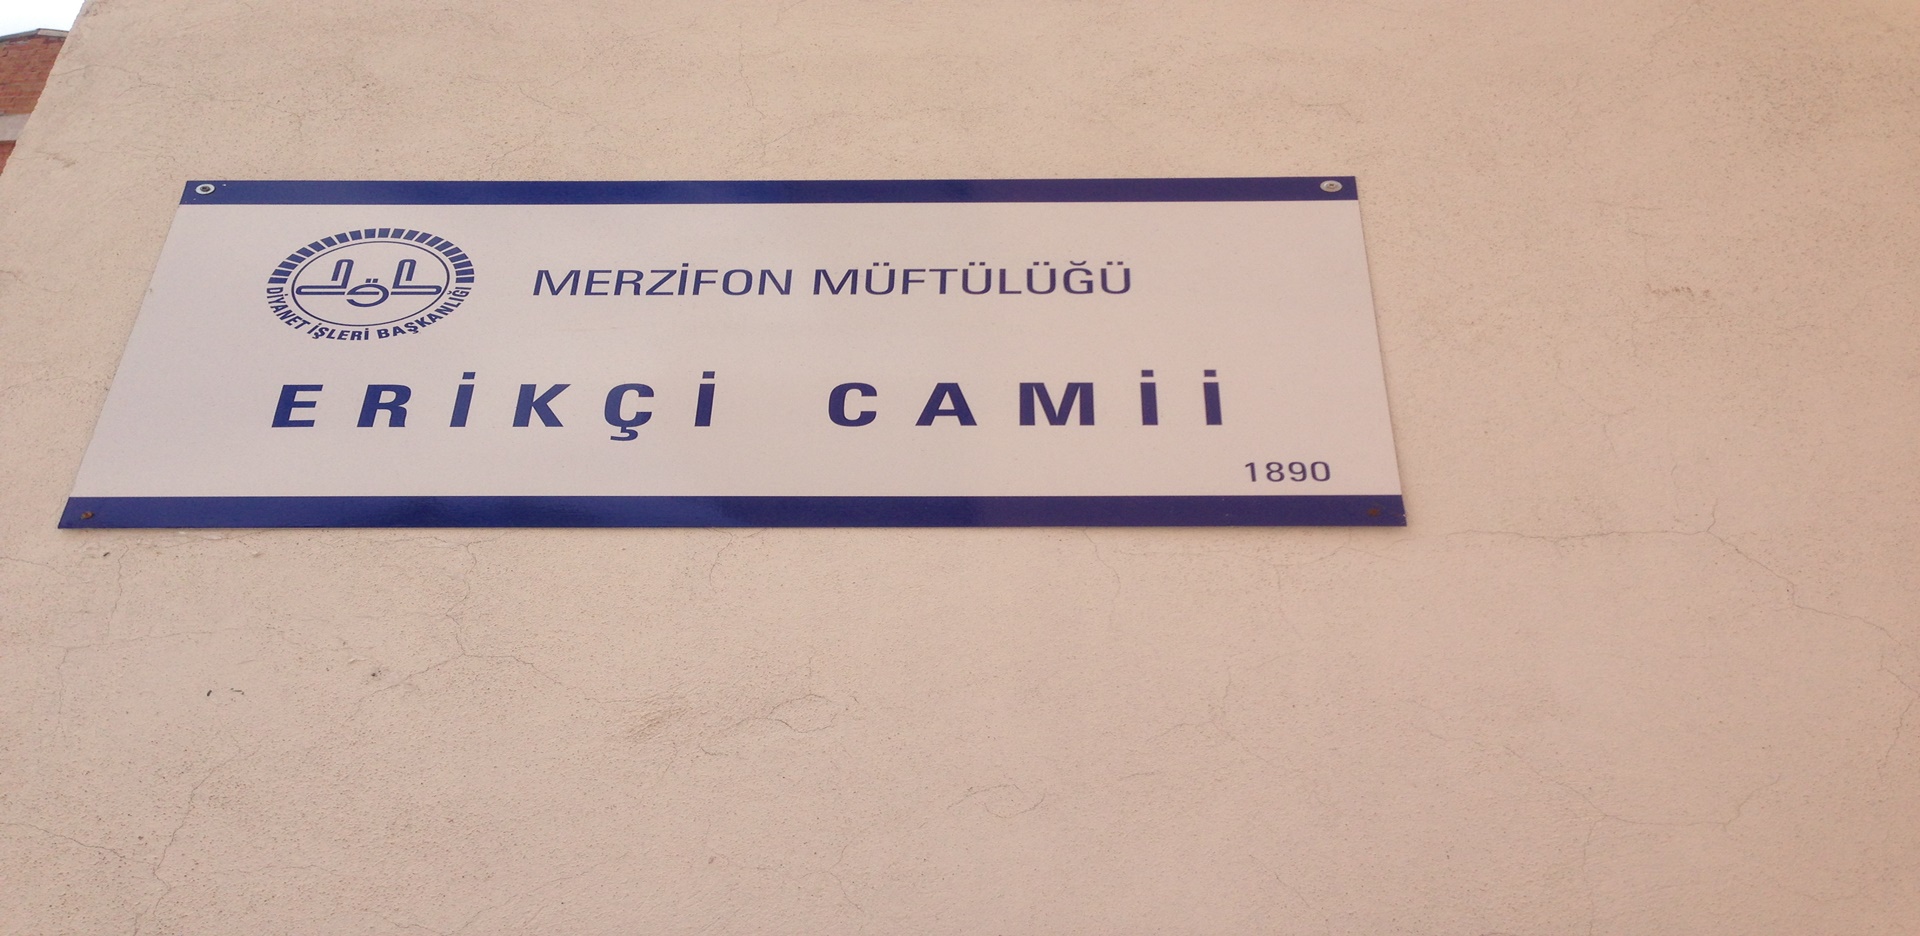 MERZİFON MÜFTÜLÜĞÜ
DİYANET İŞLERİ BAŞKANLIĞI
ERİKÇİ CAMİİ
1890